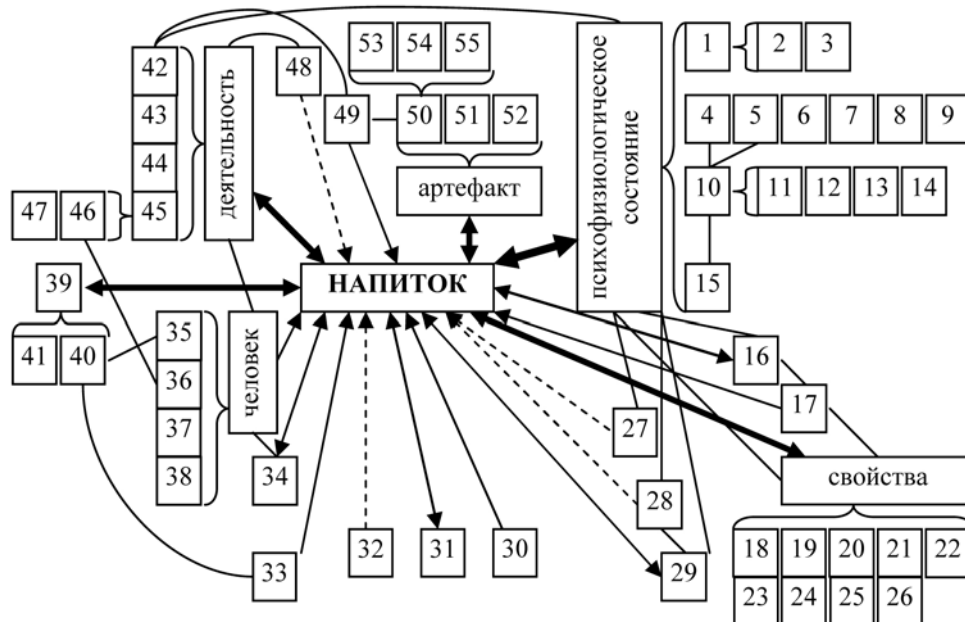 53 54 55
42 48 1 2 3
деятельность
психофизиологическое
состояние
43 49 50 51 52 4 5 6 7 8 9
44
артефакт
10 11 12 13 14
47 46 45
39 НАПИТОК 15
41 40 35
человек
16
36
17
37 27
38 34 свойства
28
33 32 31 30 29
18 19 20 21 22
23 24 25 26